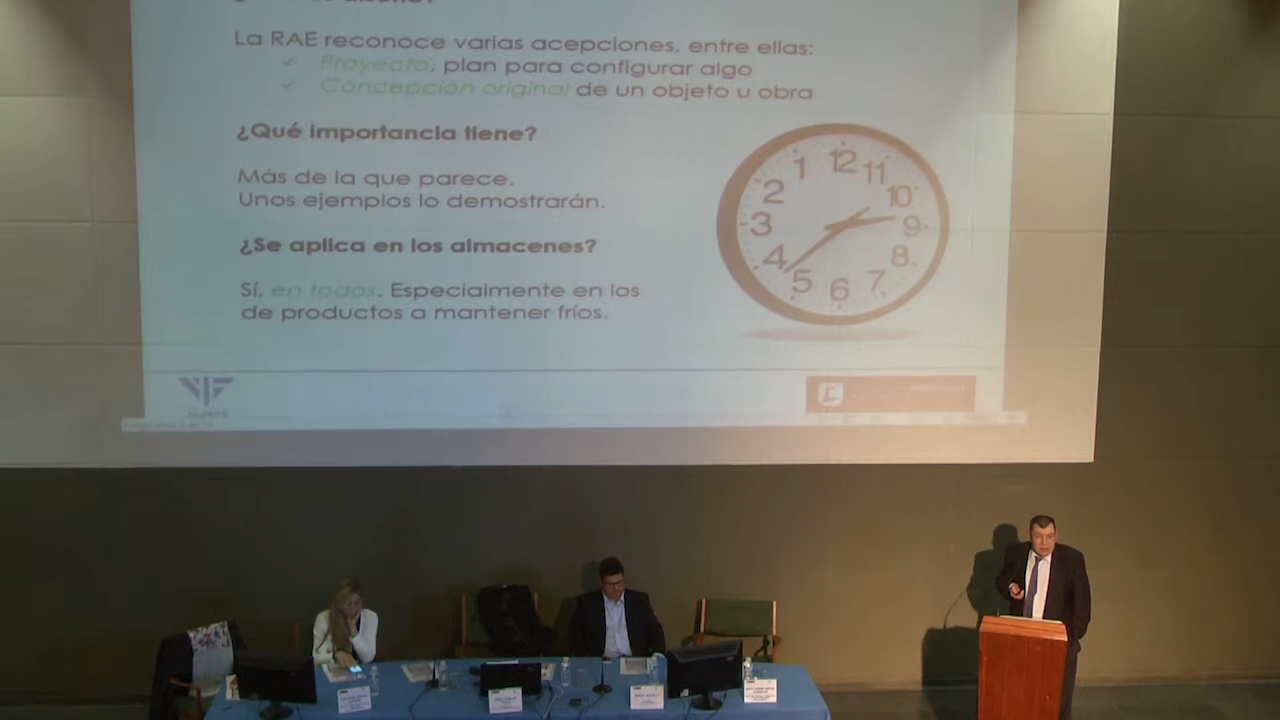 La RAE reconoce varias acepciones, entre ellas:
✓ Proyecto, plan para configurar algo
✓ Concepción original de un objeto u obra
¿Qué importancia tiene?
Más de la que parece.
Unos ejemplos lo demostrarán.
¿Se aplica en los almacenes?
Sí, en todos. Especialmente en los
de productos a mantener fríos.
12
1 11
2 10
3 9
4 8
5 7
6